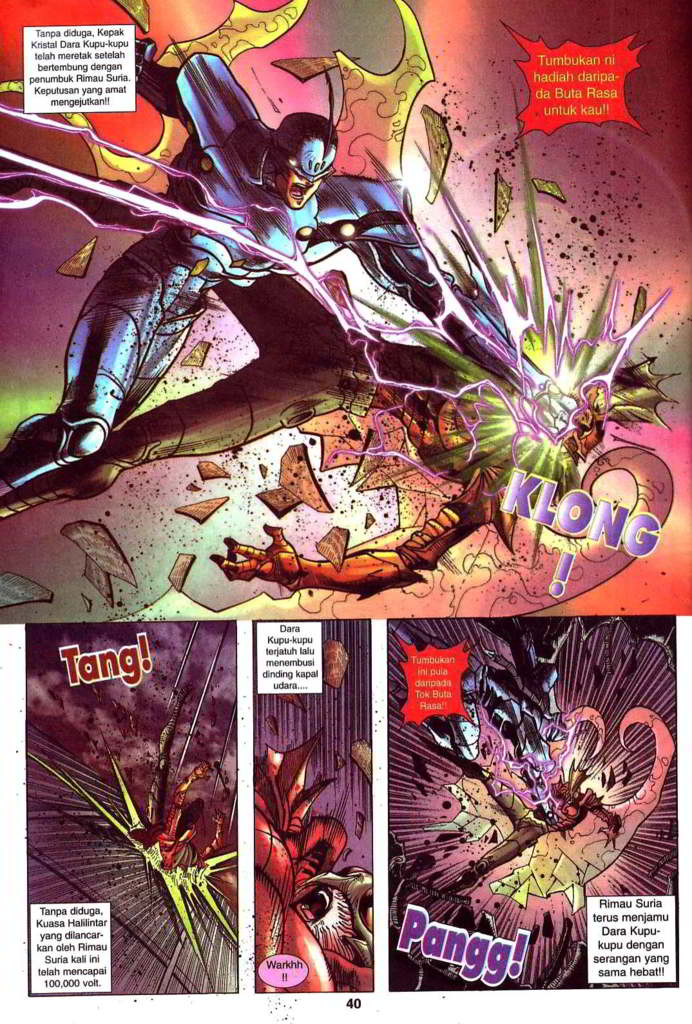 Tanpa diduga, Kepak
Kristal Dara Kupu-kupu
telah meretak setelah
bertembung dengan
penumbuk Rimau Suria.
Keputusan yang amat
mengejutkan!!
Tumbukan ni
hadiah daripa-
da Buta Rasa
untuk kau!!
KLONG
!
Tang!
Tanpa diduga,
Kuasa Halilintar
yang dilancar-
kan oleh Rimau
Suria kali ini
telah mencapai
100,000 volt.
Dara
Kupu-kupu
terjatuh lalu
menembusi
dinding kapal
udara....
Warkhh
!!
Tumbukan
ini pula
daripada
Tok Buta
Rasa!!
Pangg!
Rimau Suria
terus menjamu
Dara Kupu-
kupu dengan
serangan yang
sama hebat!!
40